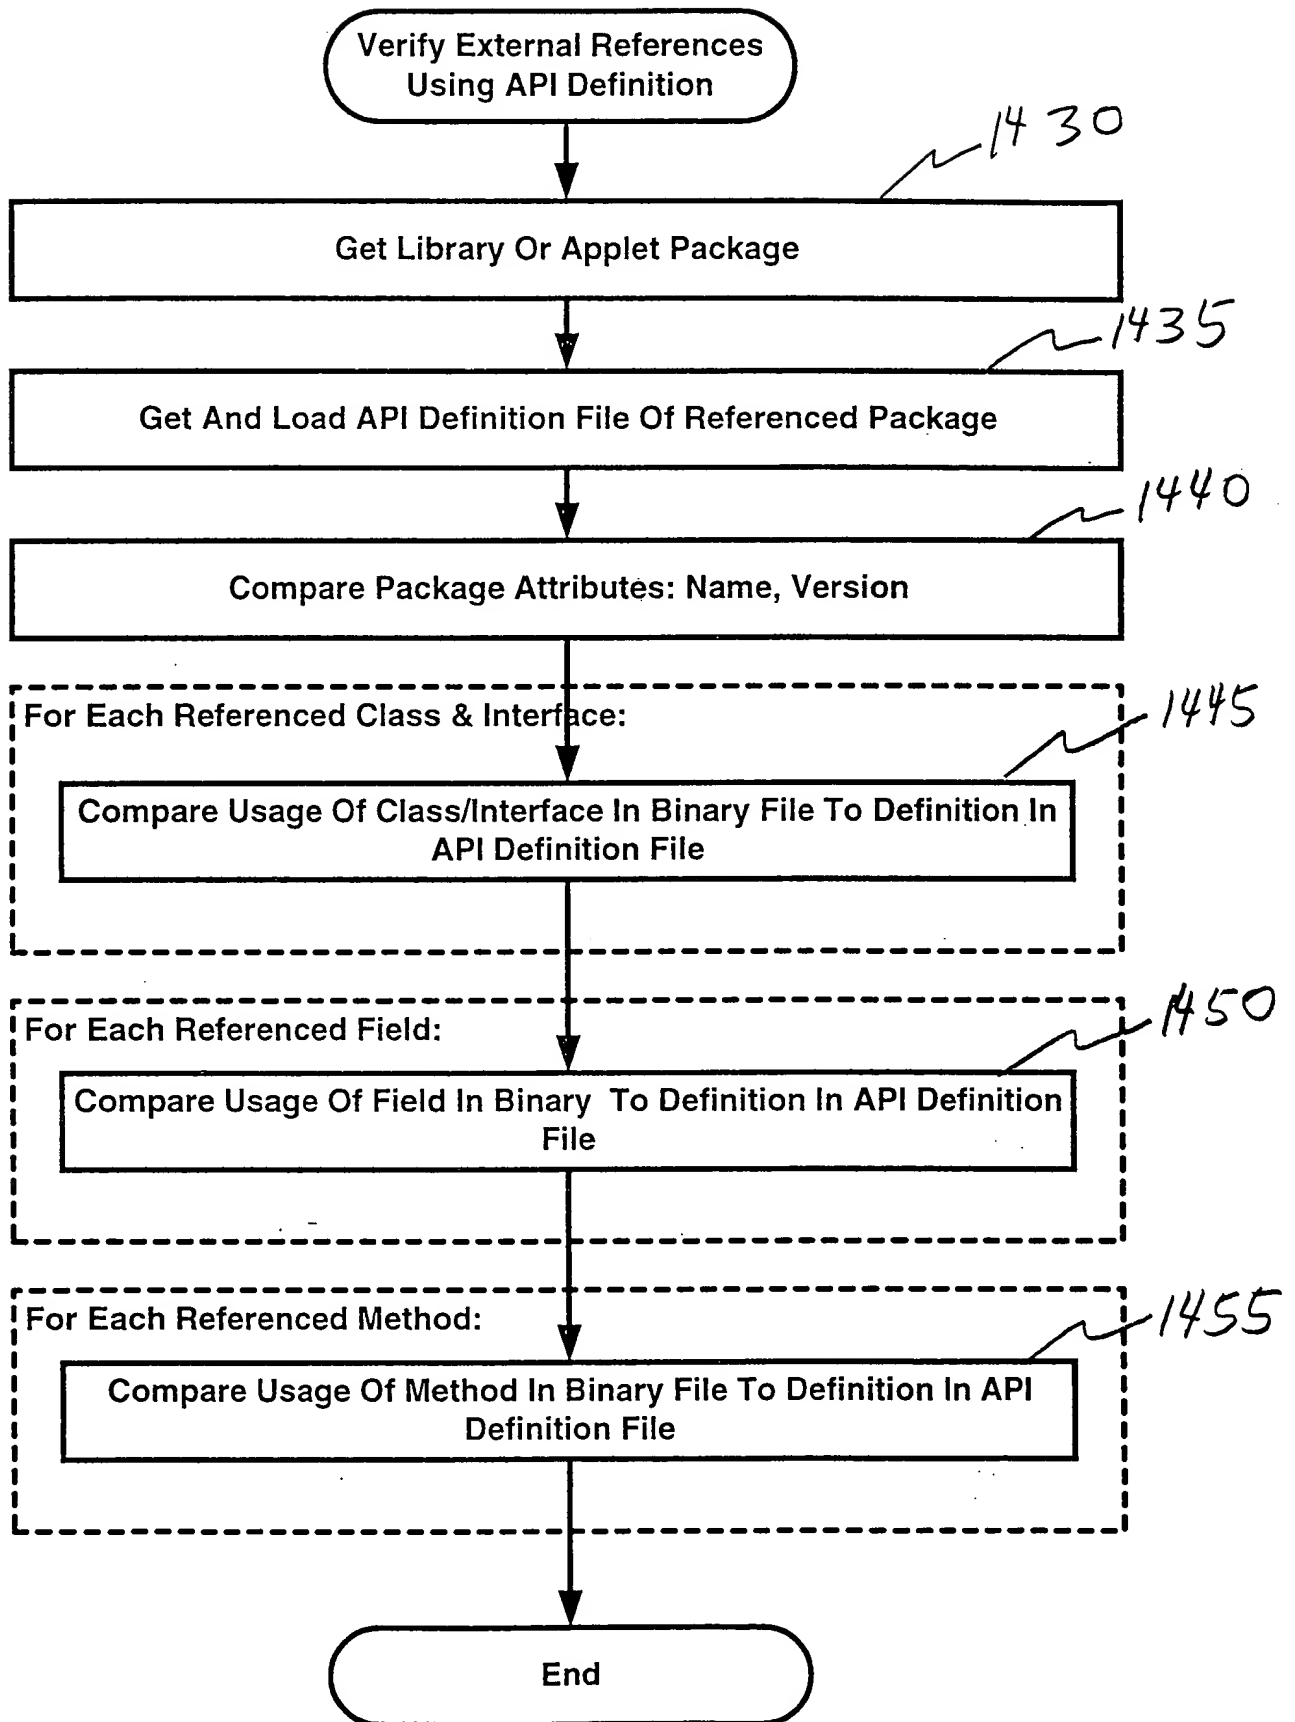 Verify External References
Using API Definition
1430
Get Library Or Applet Package
1435
Get And Load API Definition File Of Referenced Package
1440
Compare Package Attributes: Name, Version
For Each Referenced Class & Interface:
1445
Compare Usage Of Class/Interface In Binary File To Definition In
API Definition File
For Each Referenced Field:
1450
Compare Usage Of Field In Binary To Definition In API Definition
File
For Each Referenced Method:
1455
Compare Usage Of Method In Binary File To Definition In API
Definition File
End